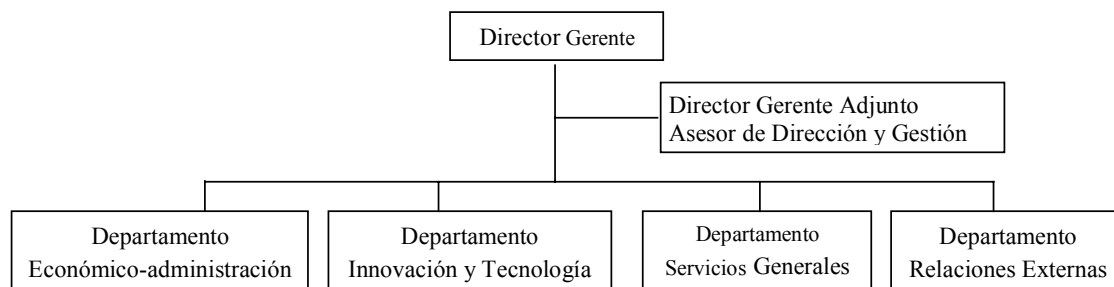 Director Gerente
Director Gerente Adjunto
Asesor de Dirección y Gestión
Departamento
Económico-administración
Departamento
Innovación y Tecnología
Departamento
Servicios Generales
Departamento
Relaciones Externas